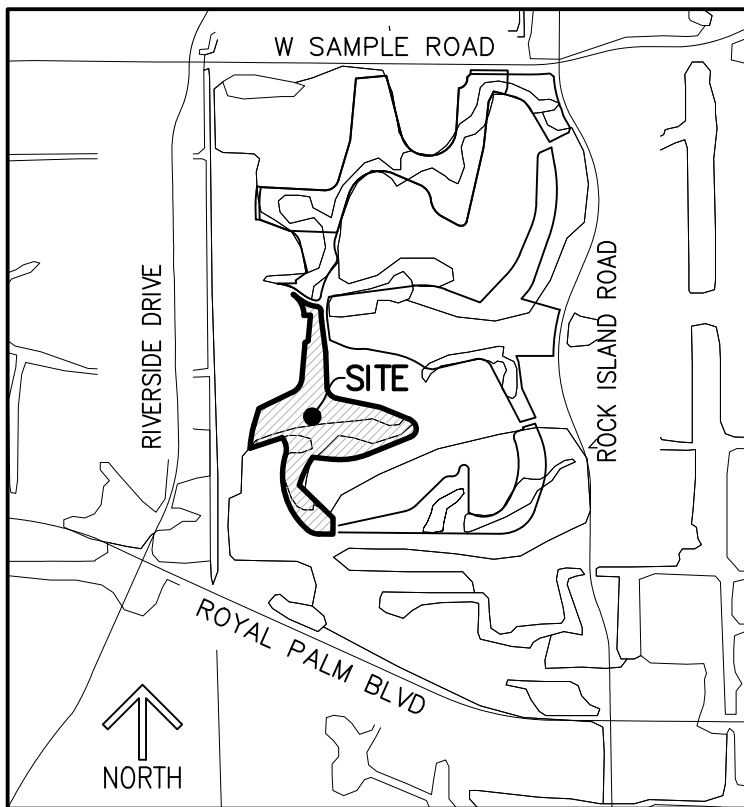 W SAMPLE ROAD
RIVERSIDE DRIVE
ROCK ISLAND ROAD
SITE
ROYAL PALM BLVD
NORTH